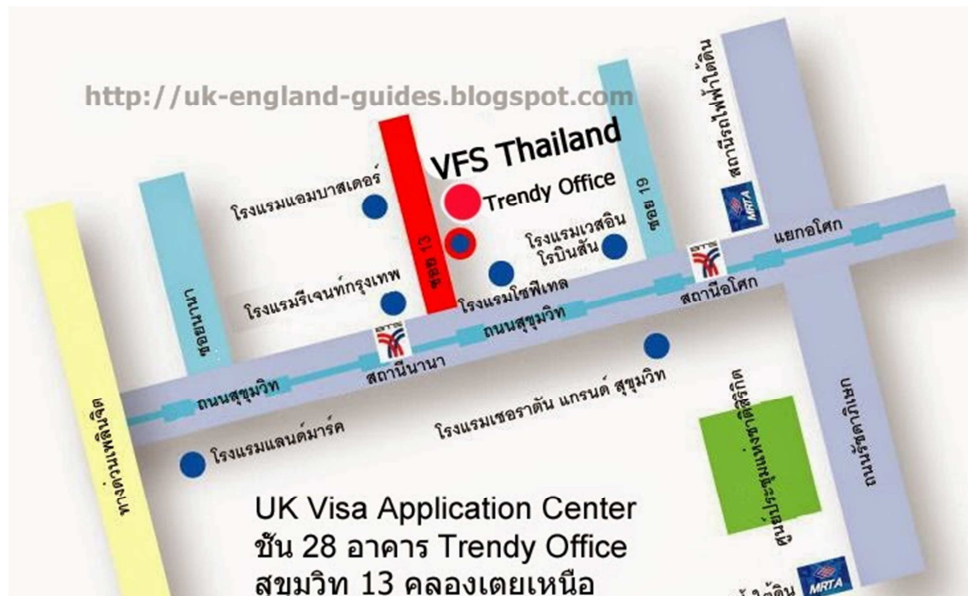 http://uk-england-guides.blogspot.com
สถานีรถไฟฟ้าใต้ดิน
VFS Thailand
Trendy Office
โรงแรมแอมบาสเดอร์
ซอย 19
ซอย 13
MRTA
แยกอโศก
โรงแรมเวสอิน
โรบินสัน
BTS
สถานีอโศก
โรงแรมรีเจนท์กรุงเทพ
โรงแรมโซฟิเทล
ซอยนานา
BTS
ถนนสุขุมวิท
สถานีนานา
ถนนสุขุมวิท
โรงแรมเชอราตัน แกรนด์ สุขุมวิท
ถนนรัชดาภิเษก
โรงแรมแลนด์มาร์ค
ศูนย์ประชุมแห่งชาติสิริกิติ์
ทางด่วนเพลินจิต
UK Visa Application Center
ชั้น 28 อาคาร Trendy Office
สุขุมวิท 13 คลองเตยเหนือ
MRTA